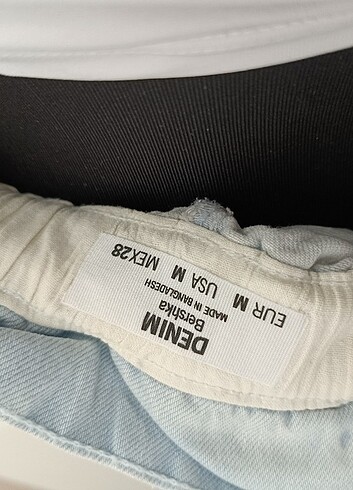 DENIM
Bershka
MADE IN BANGLADESH
EUR M USA M MEX28